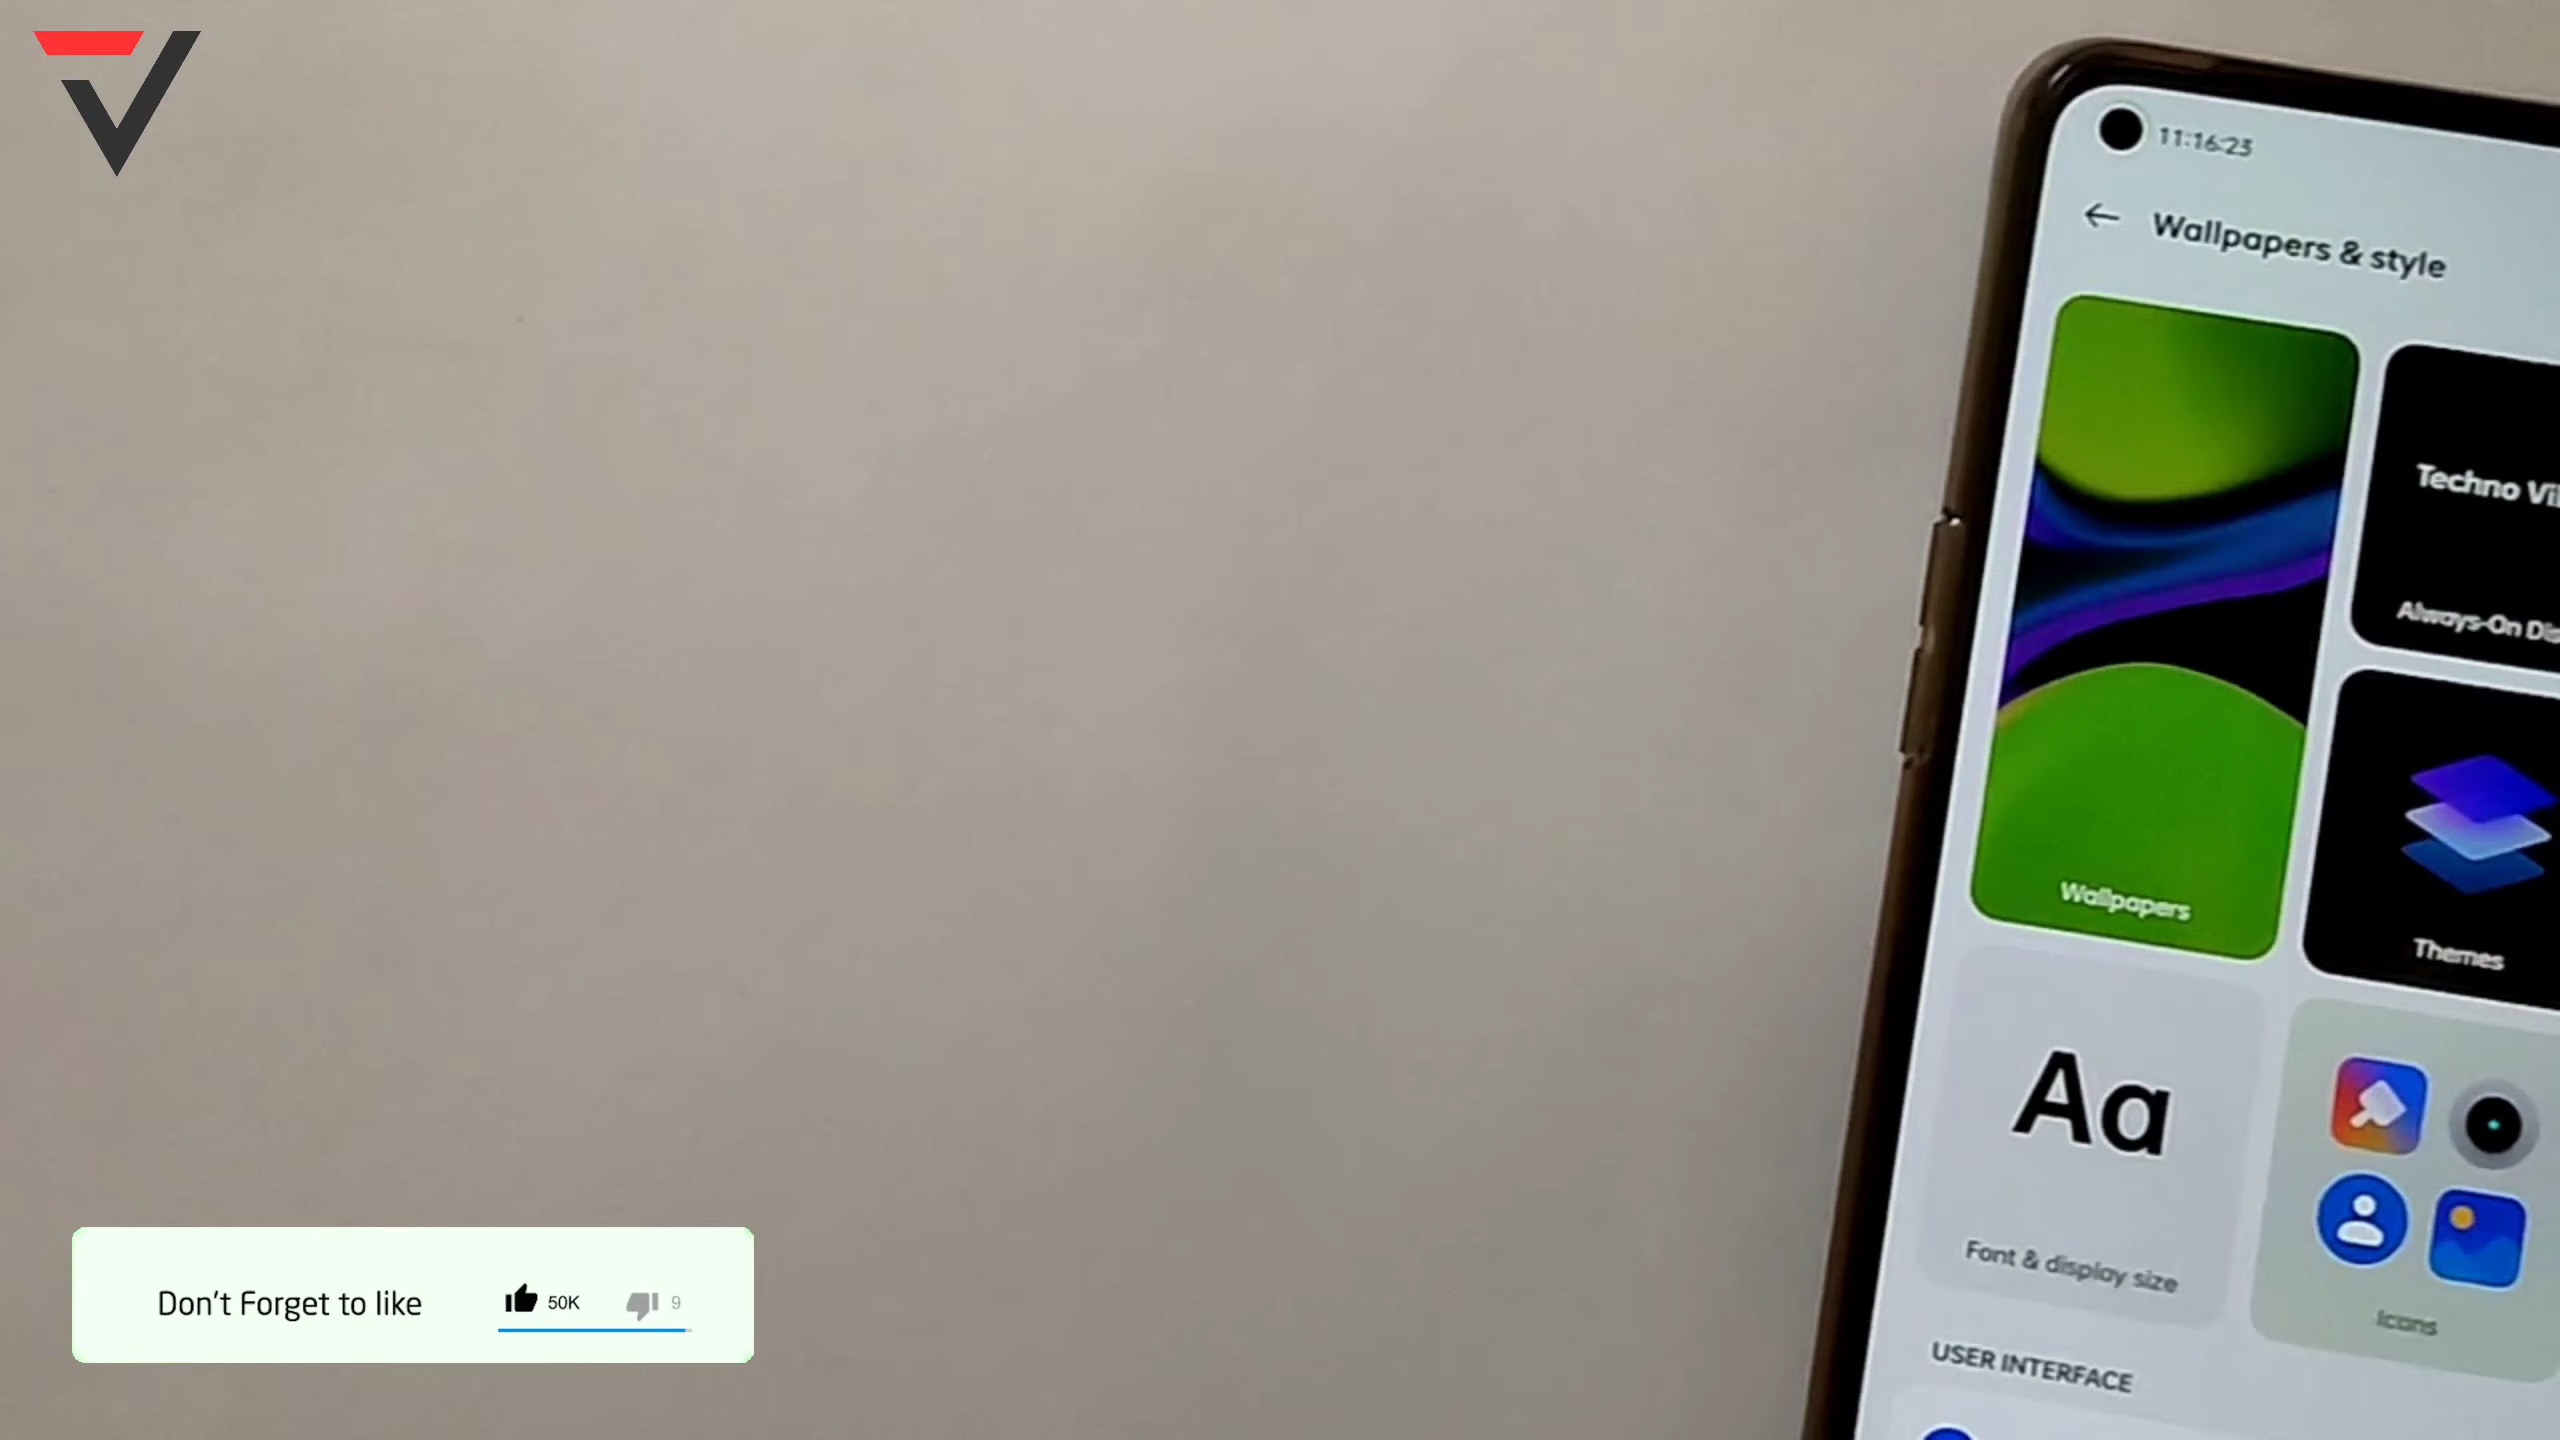 11:16:23
Wallpapers & style
Techno
Always-On
Wallpapers
Themes
Aa
Font & display size
Icons
USER INTERFACE
Don't Forget to like
50K
9